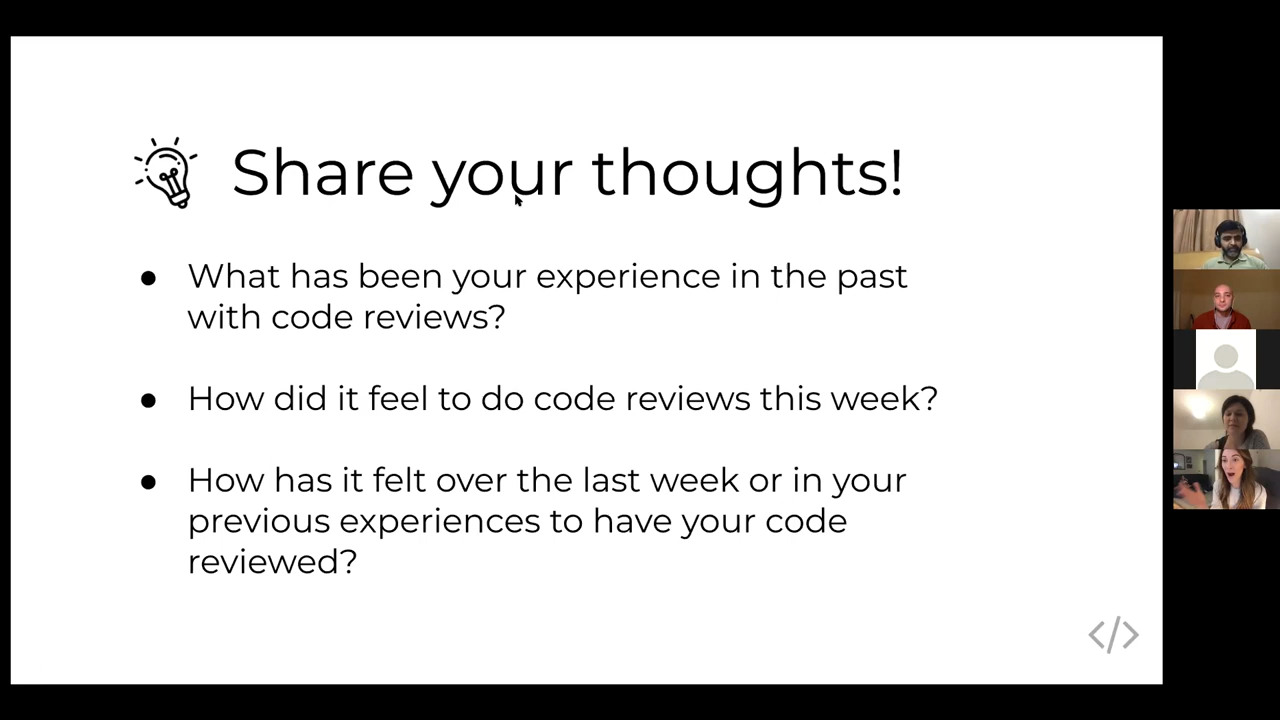 Share your thoughts!
● What has been your experience in the past
with code reviews?
● How did it feel to do code reviews this week?
● How has it felt over the last week or in your
previous experiences to have your code
reviewed?
</>